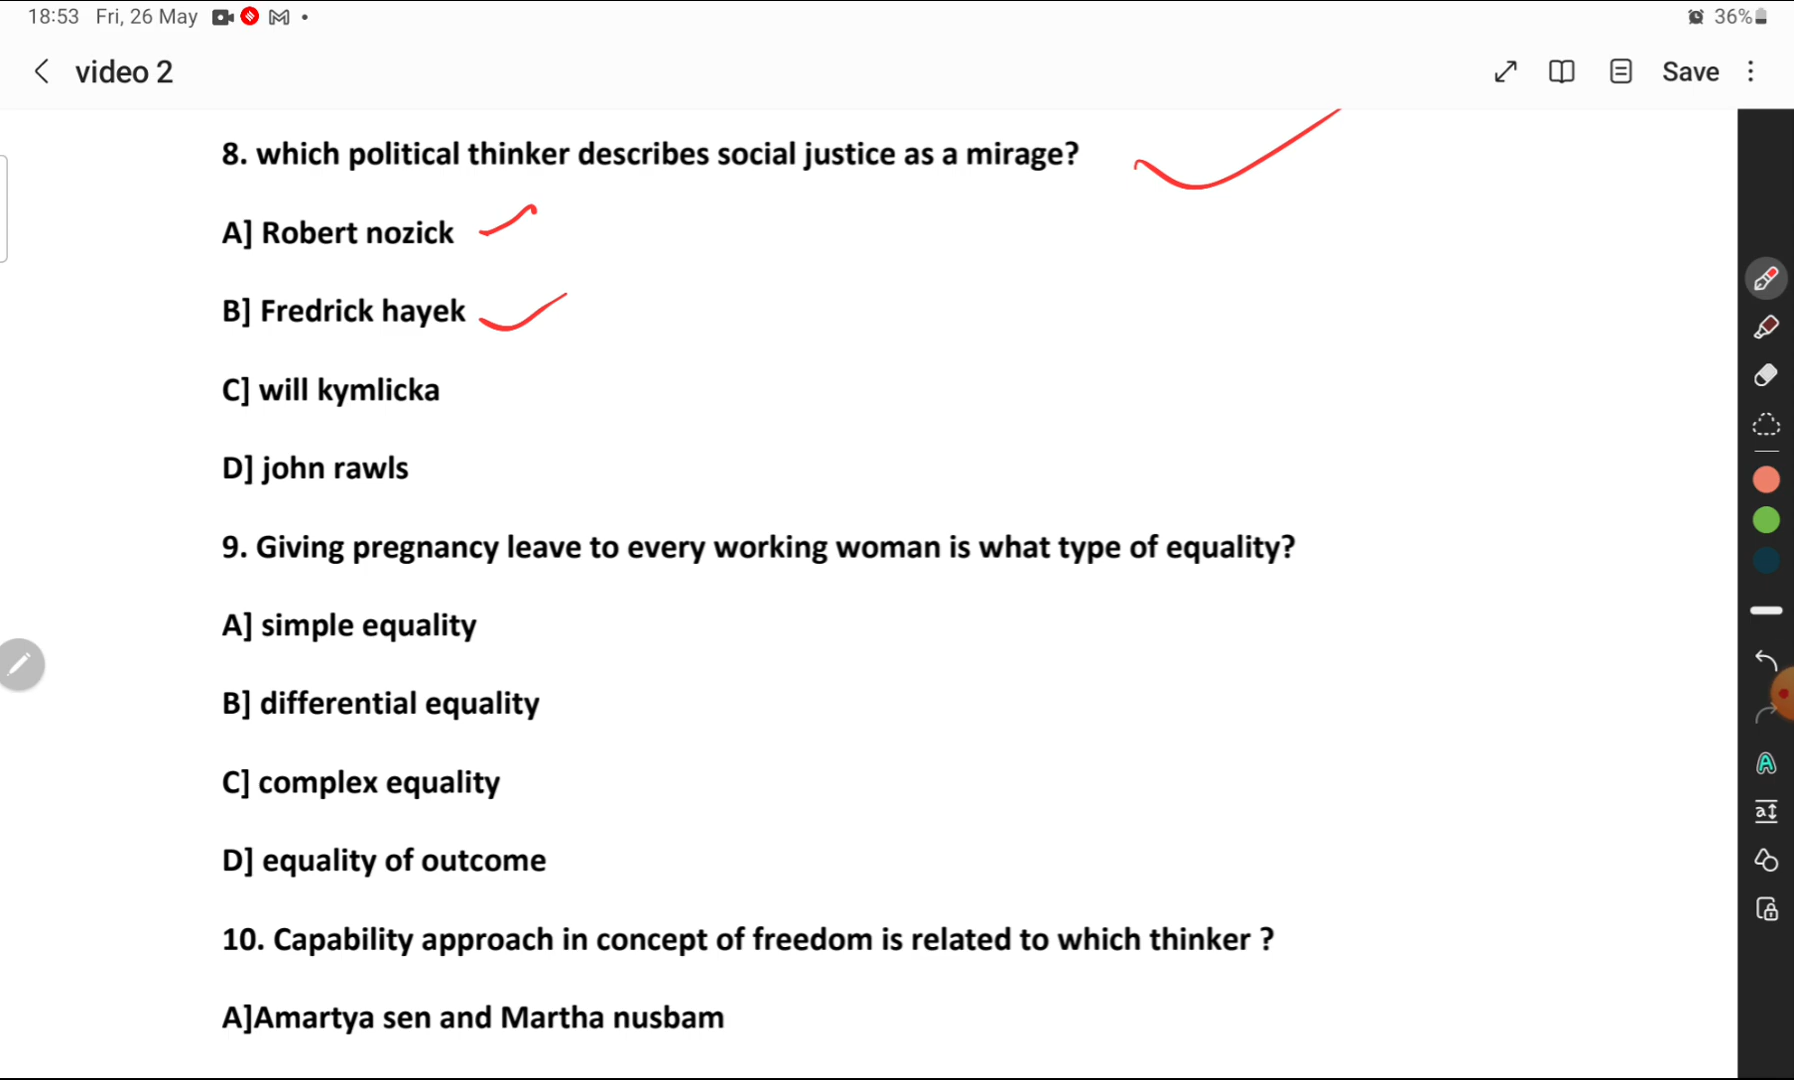 18:53 Fri, 26 May
36%
video 2
Save
8. which political thinker describes social justice as a mirage?
A] Robert nozick
B] Fredrick hayek
C] will kymlicka
D] john rawls
9. Giving pregnancy leave to every working woman is what type of equality?
A] simple equality
B] differential equality
C] complex equality
D] equality of outcome
10. Capability approach in concept of freedom is related to which thinker ?
A]Amartya sen and Martha nusbam